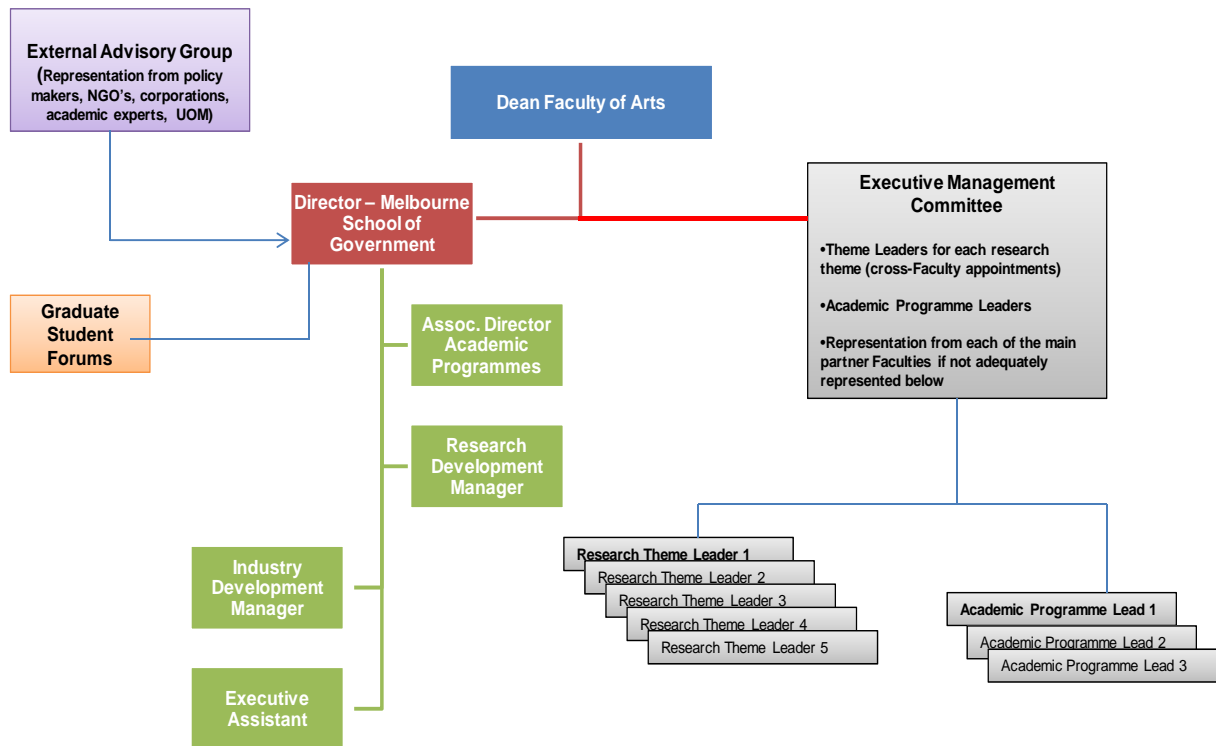 External Advisory Group
(Representation from policy
makers, NGO's, corporations,
academic experts, UOM)
Dean Faculty of Arts
Director – Melbourne
School of
Government
Executive Management
Committee
•Theme Leaders for each research
theme (cross-Faculty appointments)
•Academic Programme Leaders
•Representation from each of the main
partner Faculties if not adequately
represented below
Graduate
Student
Forums
Assoc. Director
Academic
Programmes
Research
Development
Manager
Industry
Development
Manager
Executive
Assistant
Research Theme Leader 1
Research Theme Leader 2
Research Theme Leader 3
Research Theme Leader 4
Research Theme Leader 5
Academic Programme Lead 1
Academic Programme Lead 2
Academic Programme Lead 3